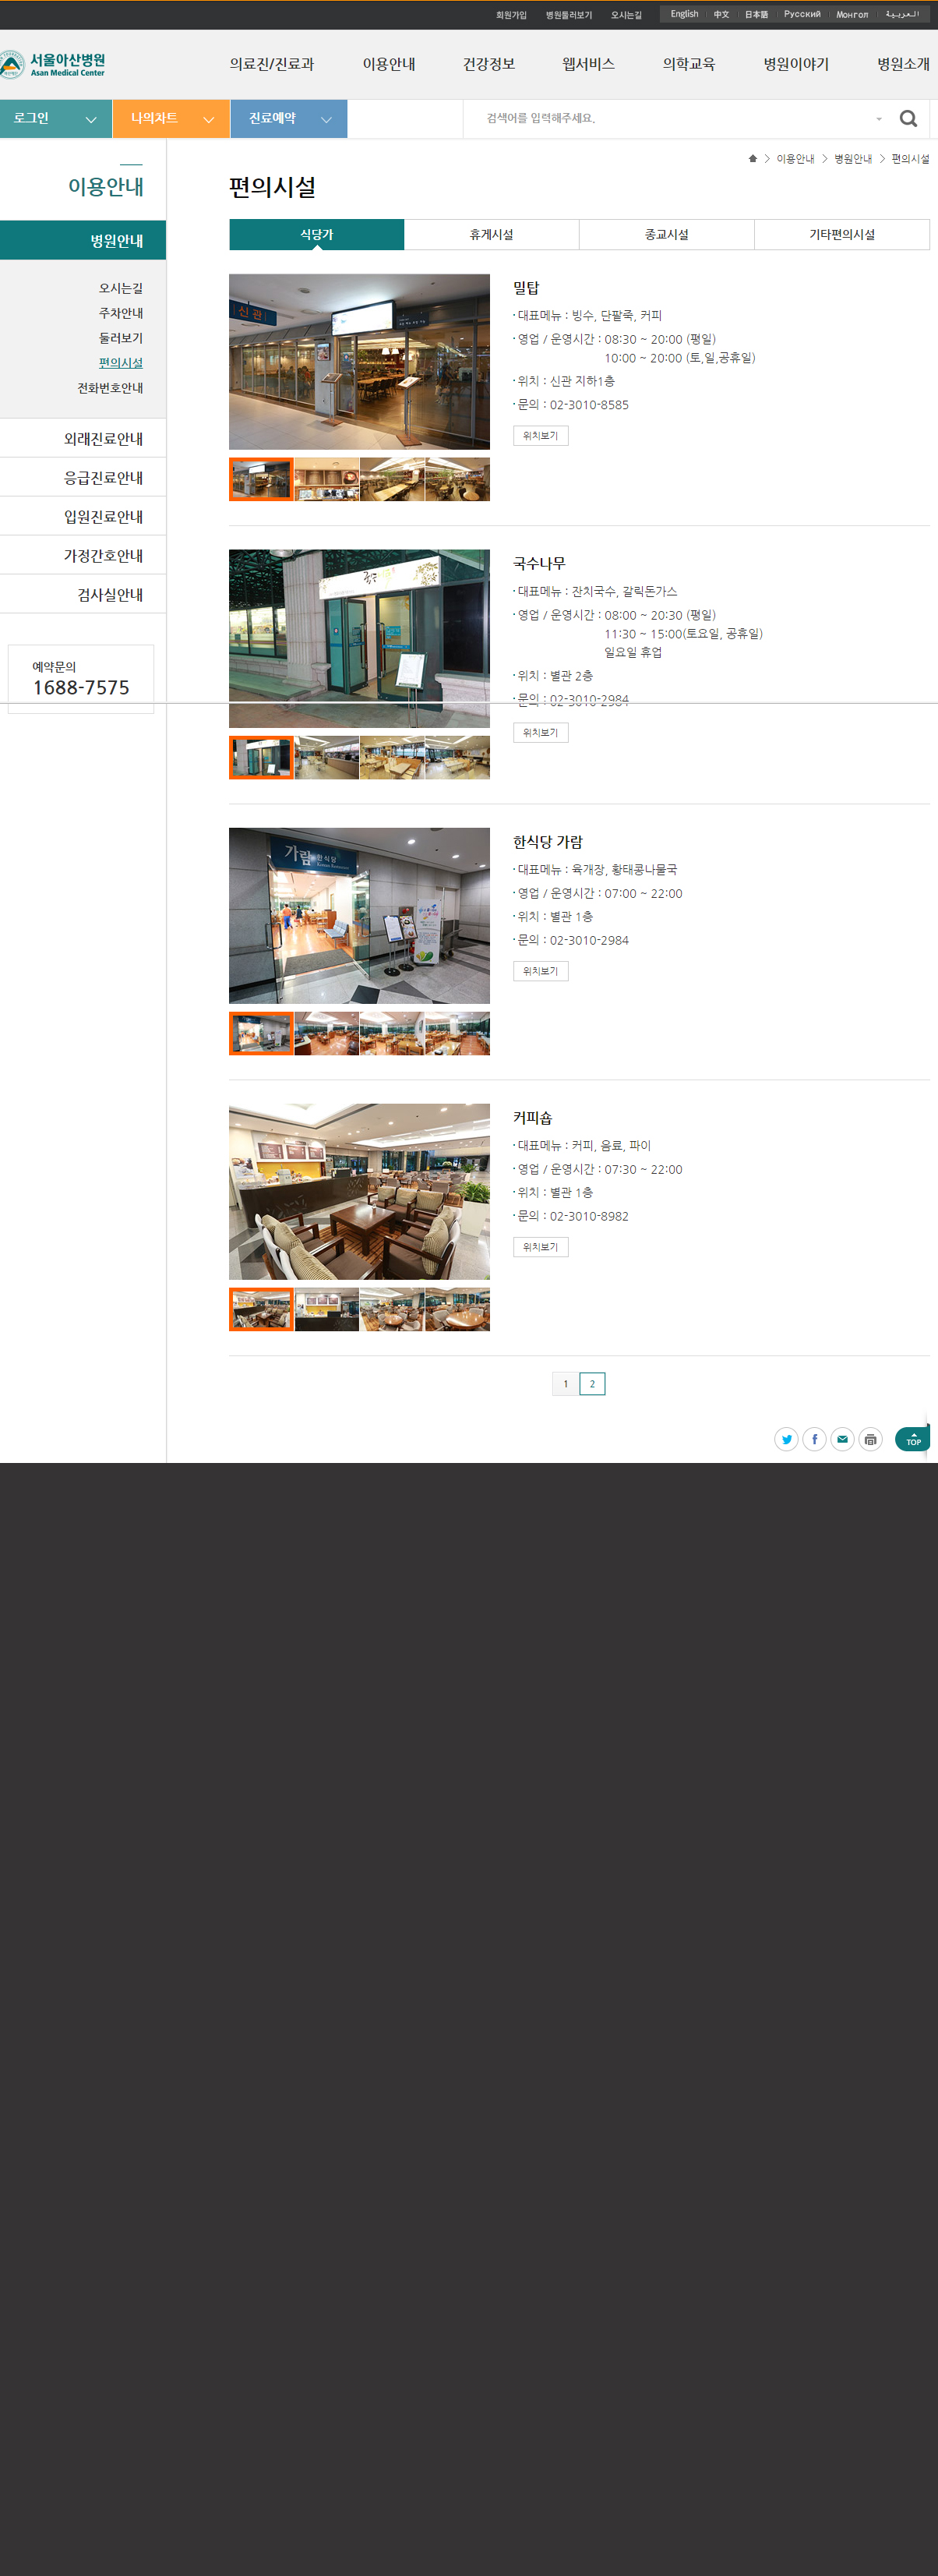 회원가입 병원둘러보기 오시는길 English 中文 日本語 Русский Монгол العربية
서울아산병원
Asan Medical Center
의료진/진료과 이용안내 건강정보 웹서비스 의학교육 병원이야기 병원소개
로그인 나의차트 진료예약 검색어를 입력해주세요.
이용안내 병원안내 편의시설
이용안내
편의시설
병원안내
식당가 휴게시설 종교시설 기타편의시설
오시는길
주차안내
둘러보기
편의시설
전화번호안내
외래진료안내
응급진료안내
입원진료안내
가정간호안내
검사실안내
예약문의
1688-7575
신관
밀탑
대표메뉴 : 빙수, 단팥죽, 커피
영업 / 운영시간 : 08:30 ~ 20:00 (평일)
10:00 ~ 20:00 (토,일,공휴일)
위치 : 신관 지하1층
문의 : 02-3010-8585
위치보기
국수나무
대표메뉴 : 잔치국수, 갈릭돈가스
영업 / 운영시간 : 08:00 ~ 20:30 (평일)
11:30 ~ 15:00(토요일, 공휴일)
일요일 휴업
위치 : 별관 2층
문의 : 02-3010-2984
위치보기
가람 한식당
한식당 가람
대표메뉴 : 육개장, 황태콩나물국
영업 / 운영시간 : 07:00 ~ 22:00
위치 : 별관 1층
문의 : 02-3010-2984
위치보기
커피숍
대표메뉴 : 커피, 음료, 파이
영업 / 운영시간 : 07:30 ~ 22:00
위치 : 별관 1층
문의 : 02-3010-8982
위치보기
1 2
TOP